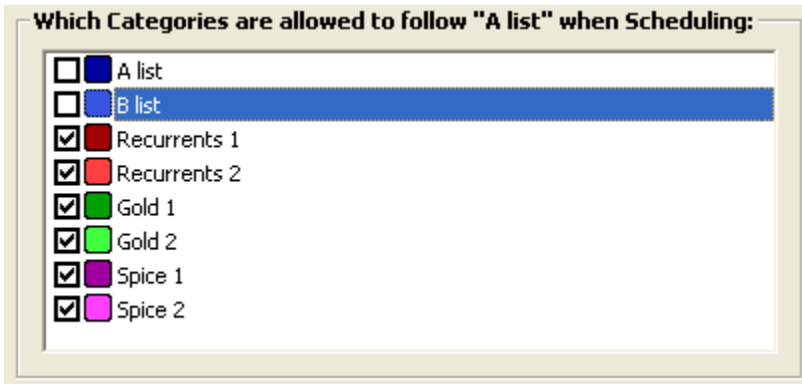 Which Categories are allowed to follow "A list" when Scheduling:
A list
B list
Recurrents 1
Recurrents 2
Gold 1
Gold 2
Spice 1
Spice 2